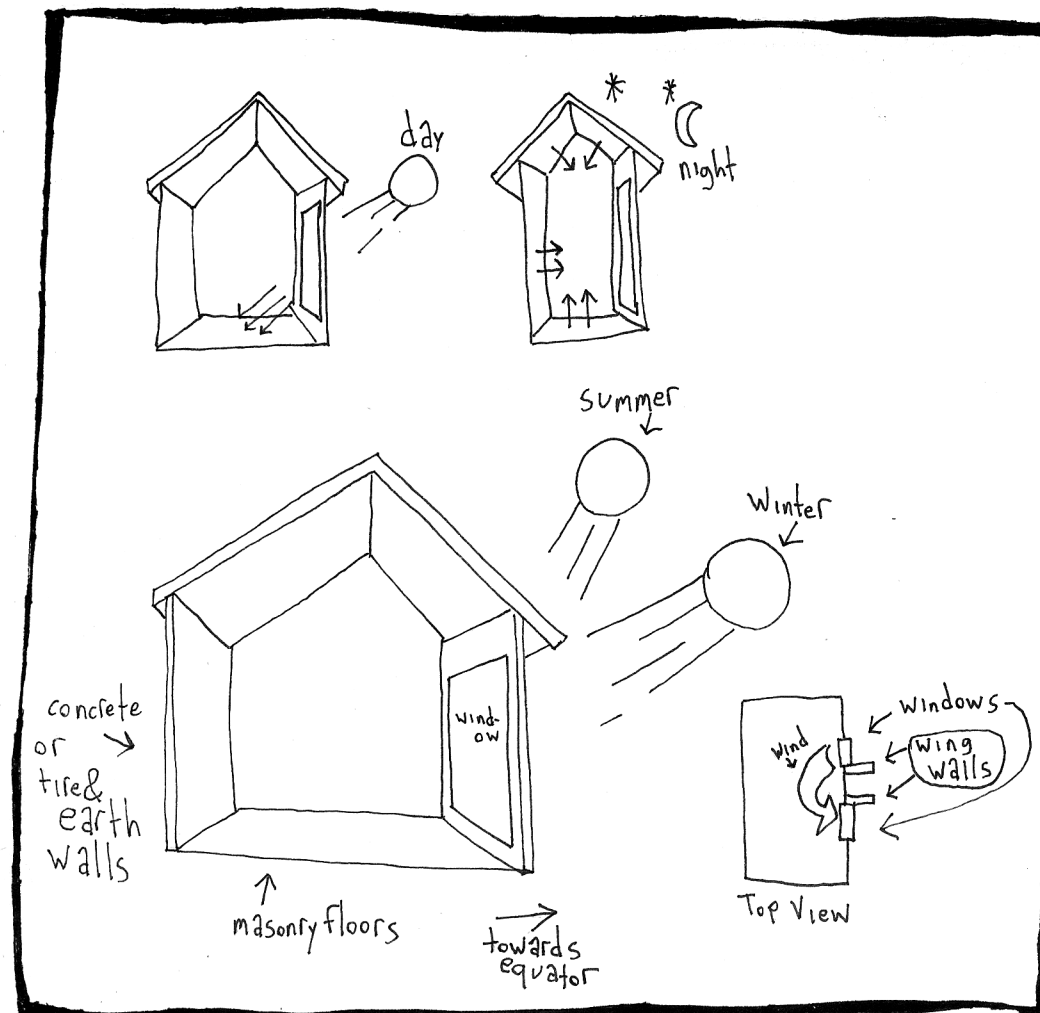 day
night
summer
winter
wind-
ow
concrete
or
tire&
earth
walls
masonry floors
towards
equator
windows
wing
walls
wind
Top View